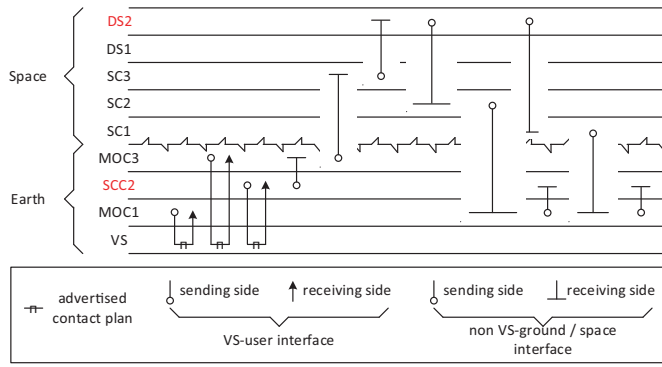 DS2
DS1
Space
SC3
SC2
SC1
MOC3
SCC2
Earth
MOC1
VS
advertised
contact plan
sending side
receiving side
VS-user interface
sending side
receiving side
non VS-ground / space
interface